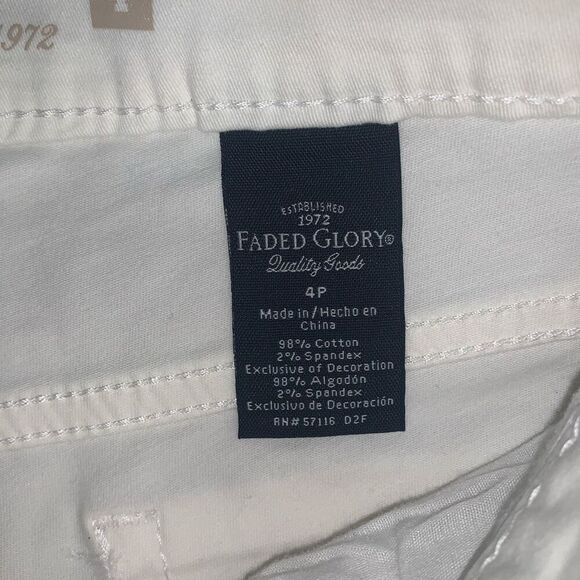 1972
ESTABLISHED
1972
FADED GLORY®
Quality Goods
4P
Made in/Hecho en
China
98% Cotton
2% Spandex
Exclusive of Decoration
98% Algodón
2% Spandex
Exclusivo de Decoración
RN# 57116 D2F